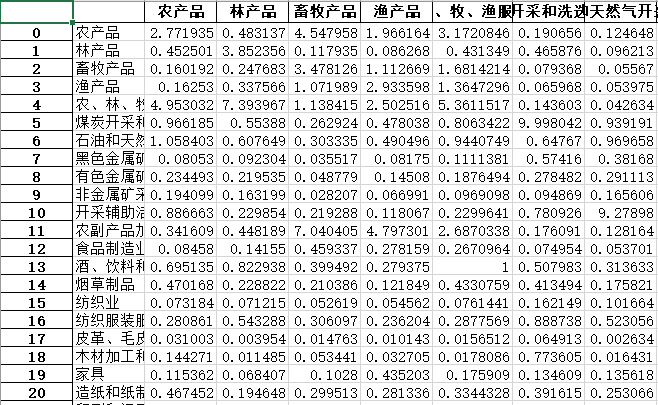 农产品 林产品 畜牧产品 渔产品 、牧、渔服 开采和洗选 和天然气开采
0 农产品 2.771935 0.483137 4.547958 1.966164 3.1720846 0.190656 0.124648
1 林产品 0.452501 3.852356 0.117935 0.086268 0.431349 0.465876 0.096213
2 畜牧产品 0.160192 0.247683 3.478126 1.112669 1.6814214 0.079368 0.05567
3 渔产品 0.16253 0.337566 1.071989 2.933598 1.3647296 0.065968 0.053975
4 农、林、牧 4.953032 7.393967 1.138415 2.502516 5.3611517 0.143603 0.042634
5 煤炭开采和 0.966185 0.55388 0.262924 0.478038 0.8063422 9.998042 0.939191
6 石油和天然 1.058403 0.607649 0.303335 0.490496 0.9440749 0.64767 0.969658
7 黑色金属矿 0.08053 0.092304 0.035517 0.08175 0.1111381 0.57416 0.38168
8 有色金属矿 0.234493 0.219535 0.048779 0.14508 0.1876494 0.278482 0.291113
9 非金属矿采 0.194099 0.163199 0.028207 0.066991 0.0969098 0.094869 0.165606
10 开采辅助活 0.886663 0.229854 0.219288 0.118067 0.2299641 0.780926 9.27898
11 农副产品加 0.341609 0.448189 7.040405 4.797301 2.6870338 0.176091 0.128164
12 食品制造业 0.08458 0.14155 0.459337 0.278159 0.2670964 0.074954 0.053701
13 酒、饮料和 0.695135 0.822938 0.399492 0.279375 1 0.507983 0.313633
14 烟草制品 0.470168 0.228822 0.210386 0.121849 0.4330759 0.413494 0.175821
15 纺织业 0.073184 0.071215 0.052619 0.054562 0.0761441 0.162149 0.101664
16 纺织服装服 0.280861 0.543288 0.306097 0.236204 0.2877569 0.888738 0.523056
17 皮革、毛皮 0.031003 0.003954 0.014763 0.010143 0.0156512 0.064913 0.002634
18 木材加工和 0.144271 0.011485 0.053441 0.032705 0.0178086 0.773605 0.016431
19 家具 0.115362 0.068407 0.1028 0.435203 0.175909 0.134609 0.135618
20 造纸和纸制 0.467452 0.194648 0.299513 0.281336 0.3344328 0.391615 0.253066